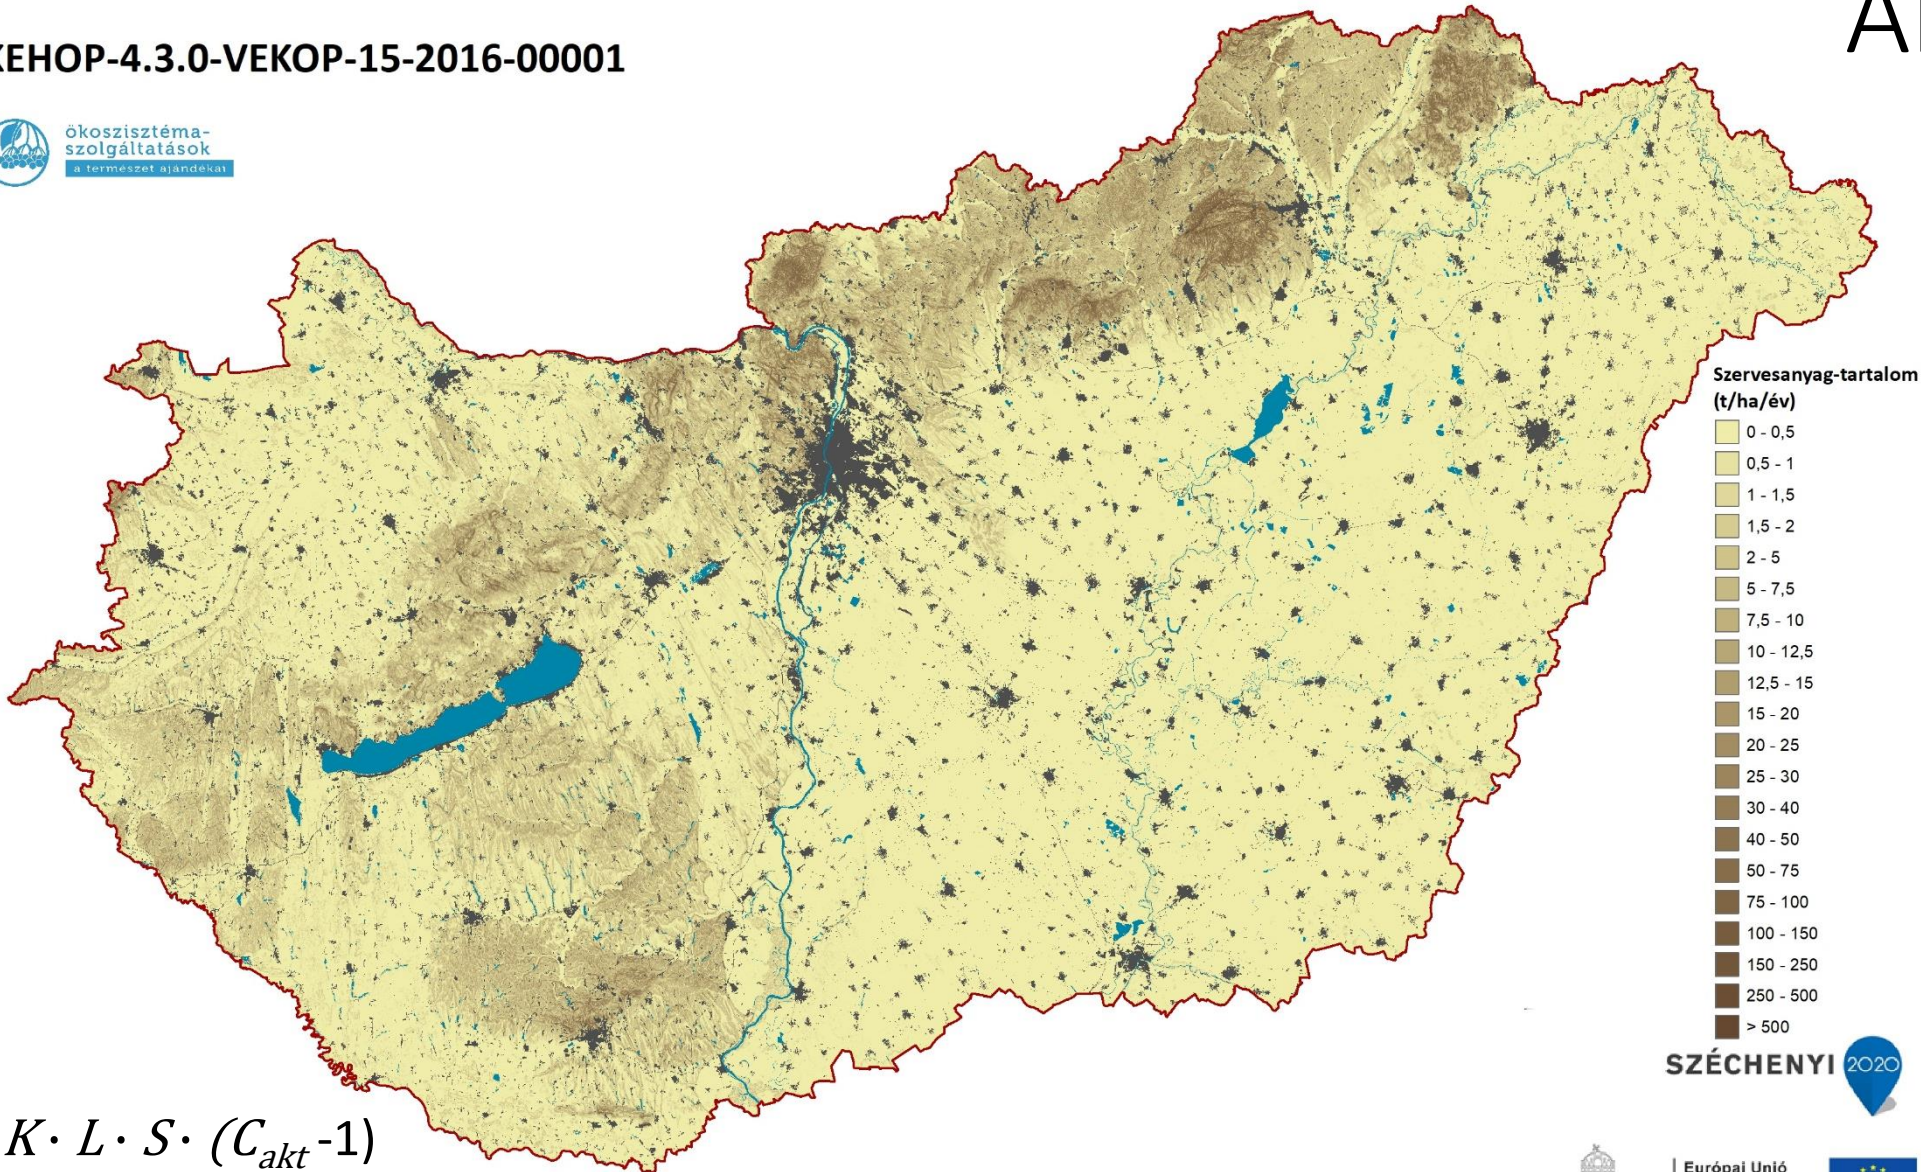 KEHOP-4.3.0-VEKOP-15-2016-00001
ökoszisztéma-
szolgáltatások
a természet ajándékai
Szervesanyag-tartalom
(t/ha/év)
0 - 0,5
0,5 - 1
1 - 1,5
1,5 - 2
2 - 5
5 - 7,5
7,5 - 10
10 - 12,5
12,5 - 15
15 - 20
20 - 25
25 - 30
30 - 40
40 - 50
50 - 75
75 - 100
100 - 150
150 - 250
250 - 500
> 500
SZÉCHENYI 2020
K · L · S · (Cakt -1)
Európai Unió